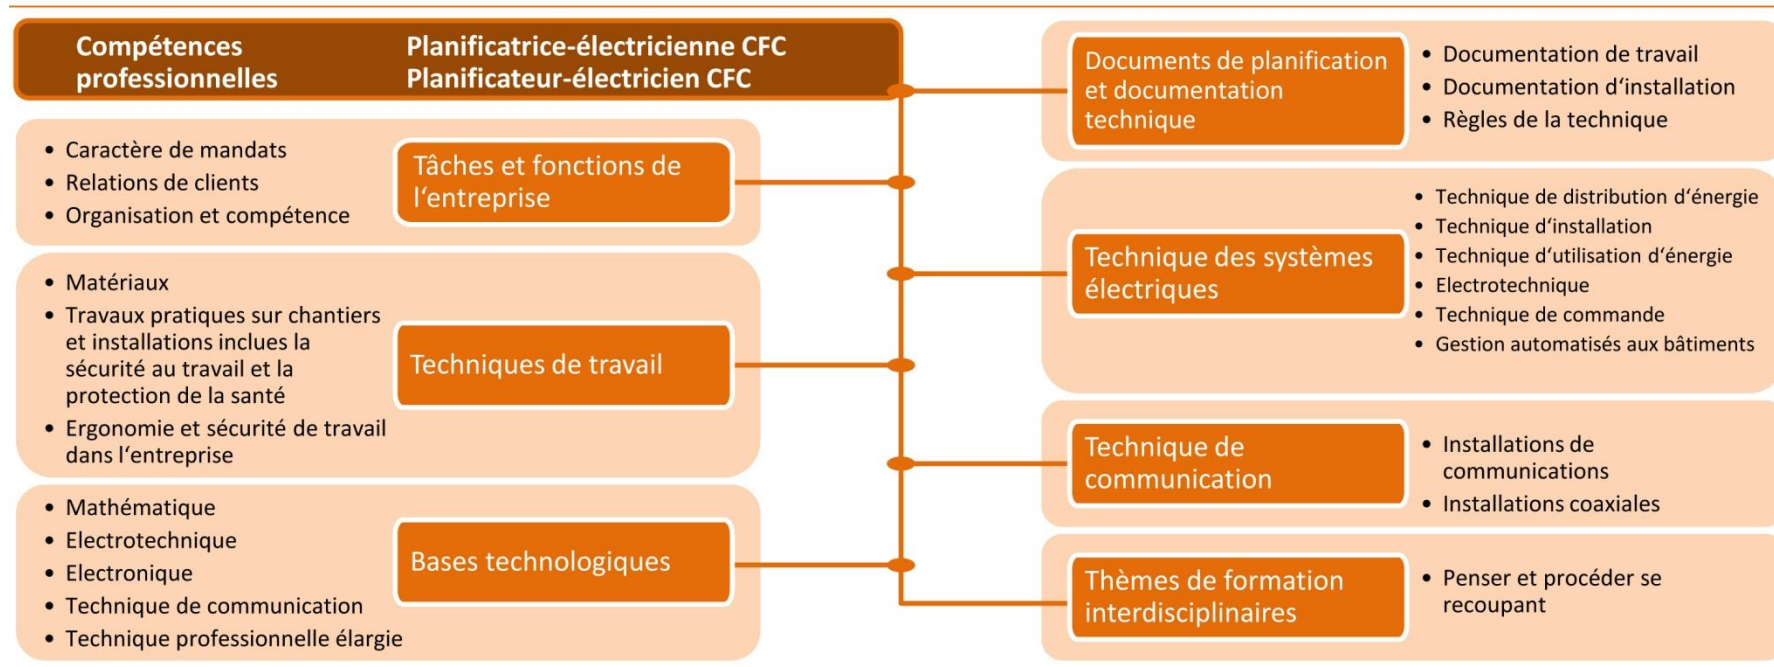 Compétences professionnelles
Planificatrice-électricienne CFC
Planificateur-électricien CFC
• Caractère de mandats
• Relations de clients
• Organisation et compétence
Tâches et fonctions de
l‘entreprise
• Matériaux
• Travaux pratiques sur chantiers
et installations inclues la
sécurité au travail et la
protection de la santé
• Ergonomie et sécurité de travail
dans l‘entreprise
Techniques de travail
• Mathématique
• Electrotechnique
• Electronique
• Technique de communication
• Technique professionnelle élargie
Bases technologiques
Documents de planification
et documentation
technique
• Documentation de travail
• Documentation d‘installation
• Règles de la technique
Technique des systèmes
électriques
• Technique de distribution d‘énergie
• Technique d‘installation
• Technique d‘utilisation d‘énergie
• Electrotechnique
• Technique de commande
• Gestion automatisés aux bâtiments
Technique de
communication
• Installations de
communications
• Installations coaxiales
Thèmes de formation
interdisciplinaires
• Penser et procéder se
recoupant